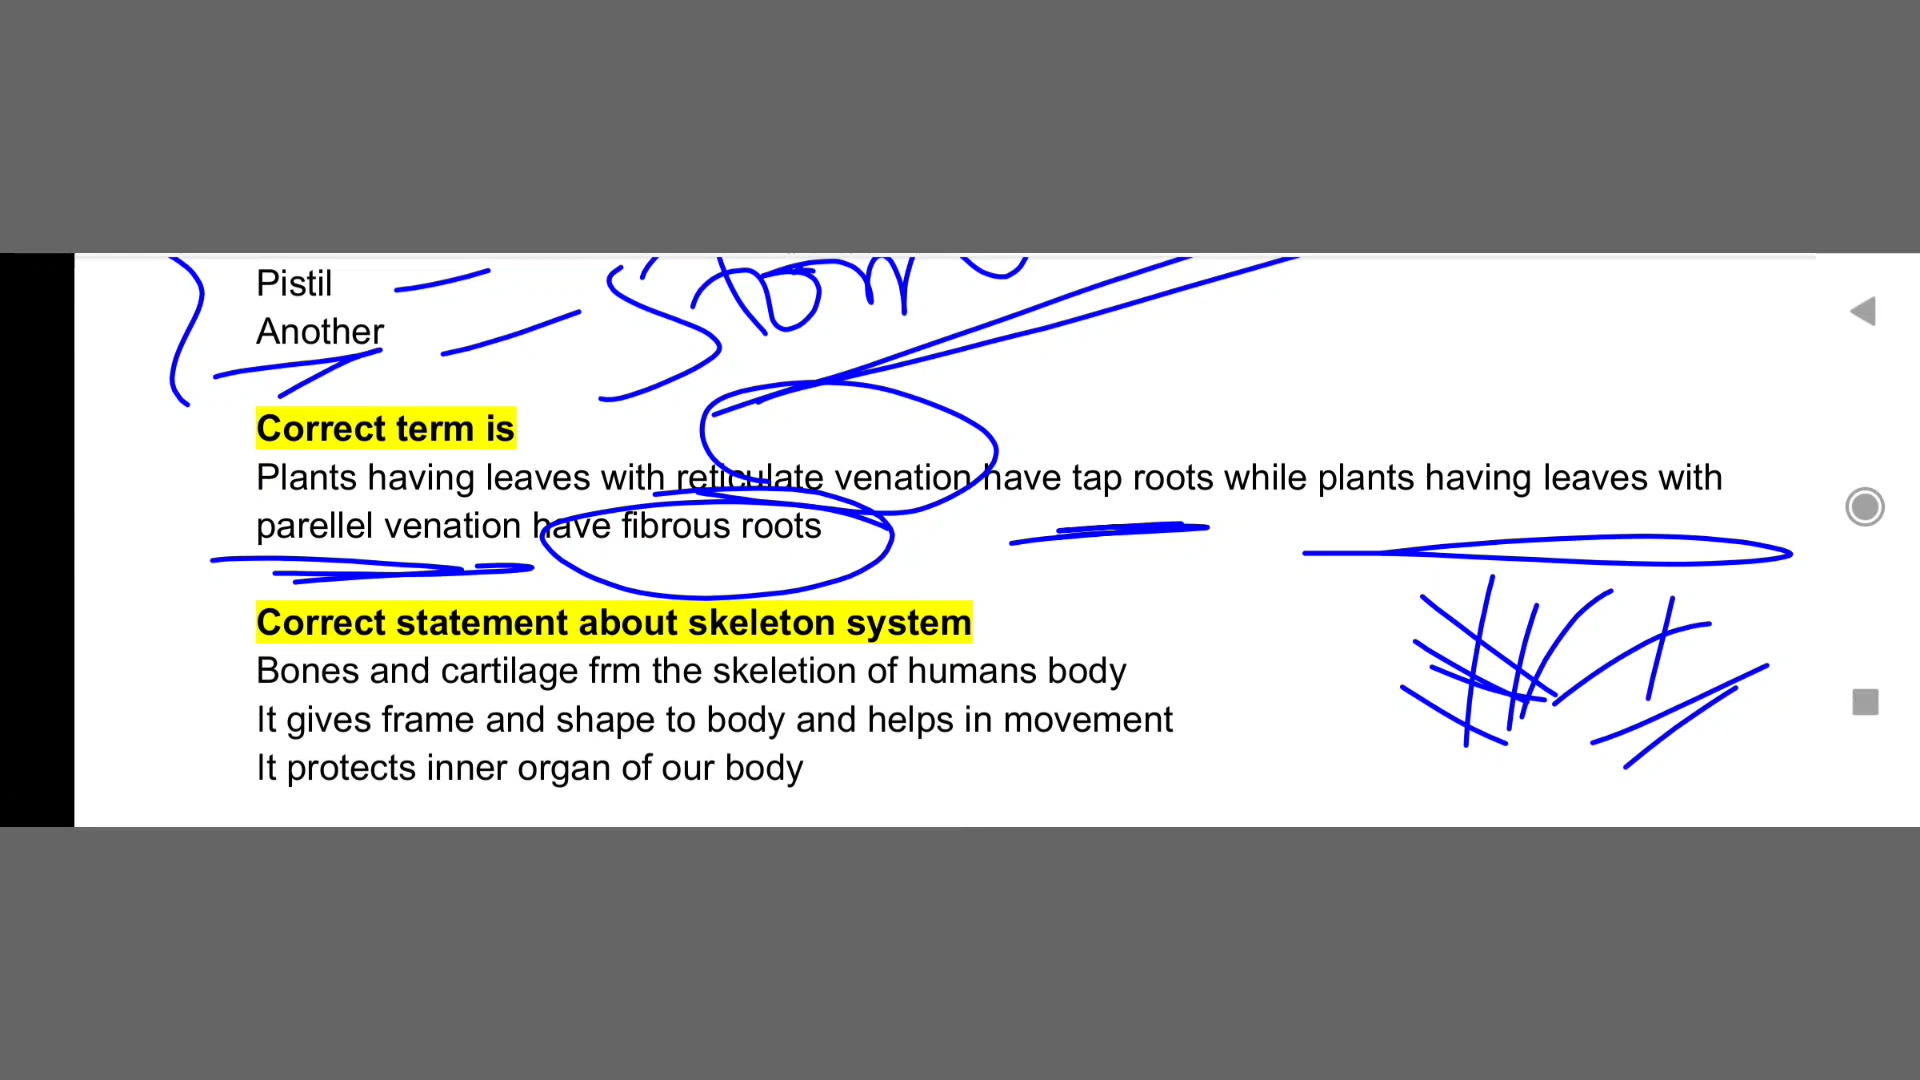 Pistil
Another
Correct term is
Plants having leaves with reticulate venation have tap roots while plants having leaves with
parellel venation have fibrous roots
Correct statement about skeleton system
Bones and cartilage frm the skeletion of humans body
It gives frame and shape to body and helps in movement
It protects inner organ of our body